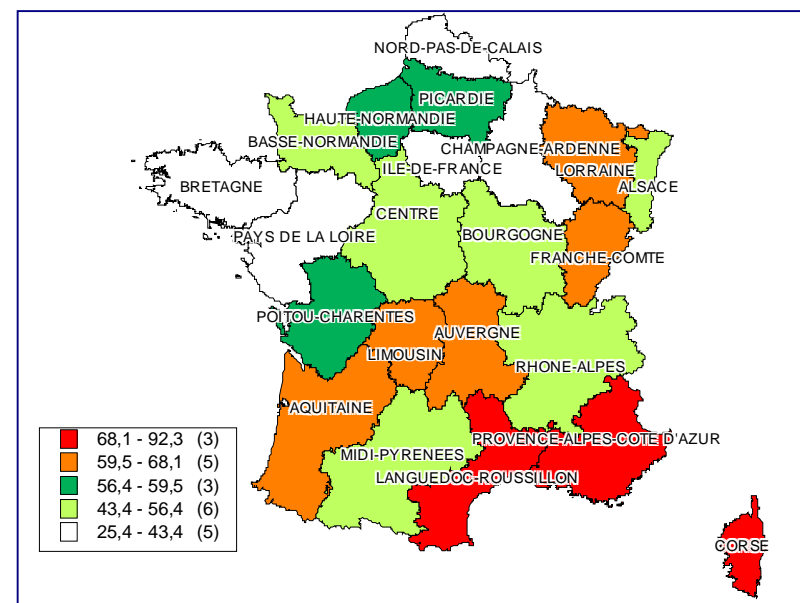 NORD-PAS-DE-CALAIS
PICARDIE
HAUTE-NORMANDIE
BASSE-NORMANDIE
CHAMPAGNE-ARDENNE
ILE-DE-FRANCE
LORRAINE
ALSACE
BRETAGNE
CENTRE
PAYS DE LA LOIRE
BOURGOGNE
FRANCHE-COMTE
POITOU-CHARENTES
AUVERGNE
LIMOUSIN
RHONE-ALPES
AQUITAINE
PROVENCE-ALPES-COTE D'AZUR
MIDI-PYRENEES
LANGUEDOC-ROUSSILLON
CORSE
68,1 - 92,3 (3)
59,5 - 68,1 (5)
56,4 - 59,5 (3)
43,4 - 56,4 (6)
25,4 - 43,4 (5)